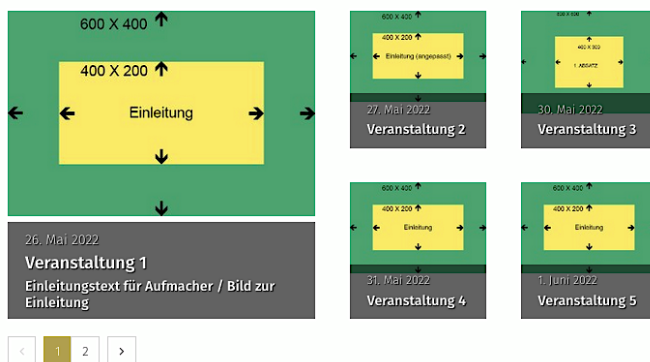 600 X 400
400 X 200
Einleitung
26. Mai 2022
Veranstaltung 1
Einleitungstext für Aufmacher / Bild zur
Einleitung
600 X 400
400 X 200
Einleitung (angepasst)
27. Mai 2022
Veranstaltung 2
400 X 300
1. ABSATZ
30. Mai 2022
Veranstaltung 3
600 X 400
400 X 200
Einleitung
31. Mai 2022
Veranstaltung 4
600 X 400
400 X 200
Einleitung
1. Juni 2022
Veranstaltung 5
1 2